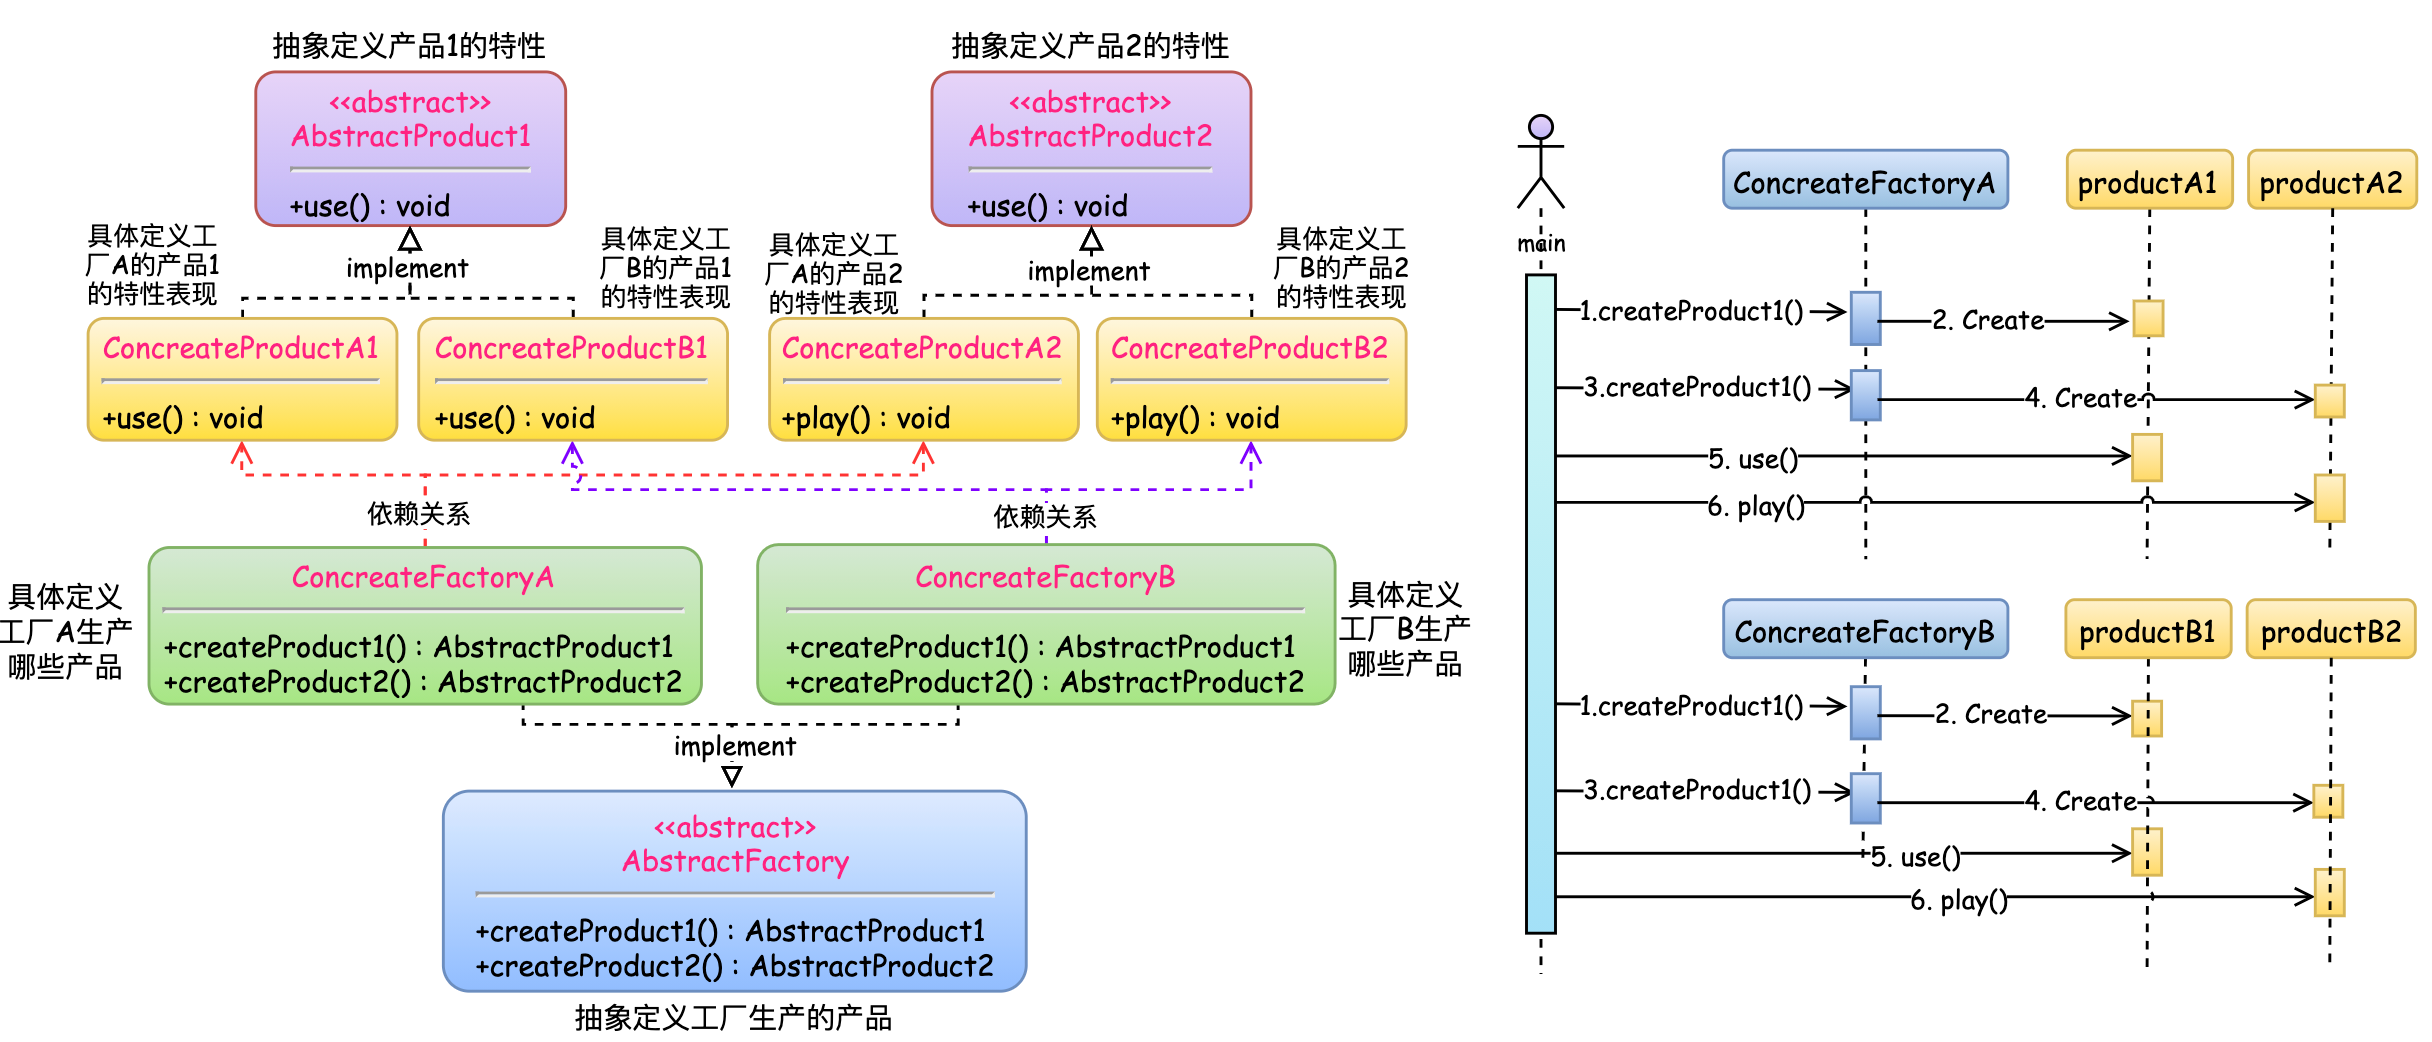 抽象定义产品1的特性
<<abstract>>
AbstractProduct1
+use() : void
抽象定义产品2的特性
<<abstract>>
AbstractProduct2
+use() : void
具体定义工
厂A的产品1
的特性表现
implement
具体定义工
厂B的产品1
的特性表现
具体定义工
厂A的产品2
的特性表现
implement
具体定义工
厂B的产品2
的特性表现
ConcreateProductA1
+use() : void
ConcreateProductB1
+use() : void
ConcreateProductA2
+play() : void
ConcreateProductB2
+play() : void
依赖关系
依赖关系
具体定义
工厂A生产
哪些产品
ConcreateFactoryA
+createProduct1() : AbstractProduct1
+createProduct2() : AbstractProduct2
ConcreateFactoryB
+createProduct1() : AbstractProduct1
+createProduct2() : AbstractProduct2
具体定义
工厂B生产
哪些产品
implement
<<abstract>>
AbstractFactory
+createProduct1() : AbstractProduct1
+createProduct2() : AbstractProduct2
抽象定义工厂生产的产品
main
ConcreateFactoryA
productA1
productA2
1.createProduct1()
2. Create
3.createProduct1()
4. Create
5. use()
6. play()
ConcreateFactoryB
productB1
productB2
1.createProduct1()
2. Create
3.createProduct1()
4. Create
5. use()
6. play()